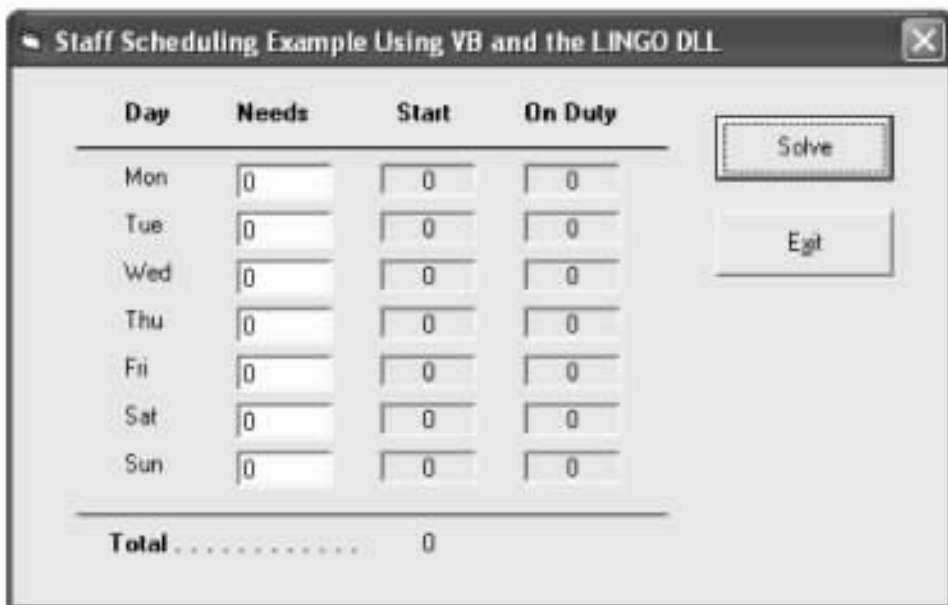 Staff Scheduling Example Using VB and the LINGO DLL
Day Needs Start On Duty
Solve
Mon 0 0 0
Tue 0 0 0
Exit
Wed 0 0 0
Thu 0 0 0
Fri 0 0 0
Sat 0 0 0
Sun 0 0 0
Total . . . . . . . . . . . . 0